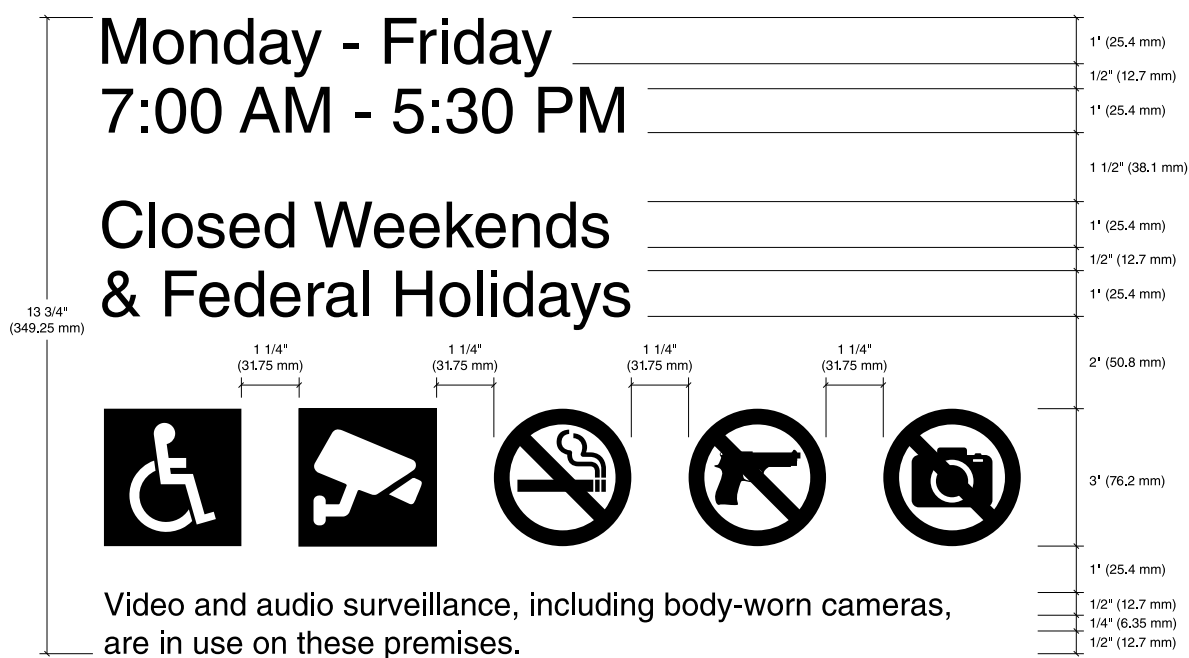 Monday - Friday
7:00 AM - 5:30 PM
Closed Weekends
& Federal Holidays
13 3/4"
(349.25 mm)
1 1/4"
(31.75 mm)
1 1/4"
(31.75 mm)
1 1/4"
(31.75 mm)
1 1/4"
(31.75 mm)
Video and audio surveillance, including body-worn cameras,
are in use on these premises.
1" (25.4 mm)
1/2" (12.7 mm)
1" (25.4 mm)
1 1/2" (38.1 mm)
1" (25.4 mm)
1/2" (12.7 mm)
1" (25.4 mm)
2" (50.8 mm)
3" (76.2 mm)
1" (25.4 mm)
1/2" (12.7 mm)
1/4" (6.35 mm)
1/2" (12.7 mm)